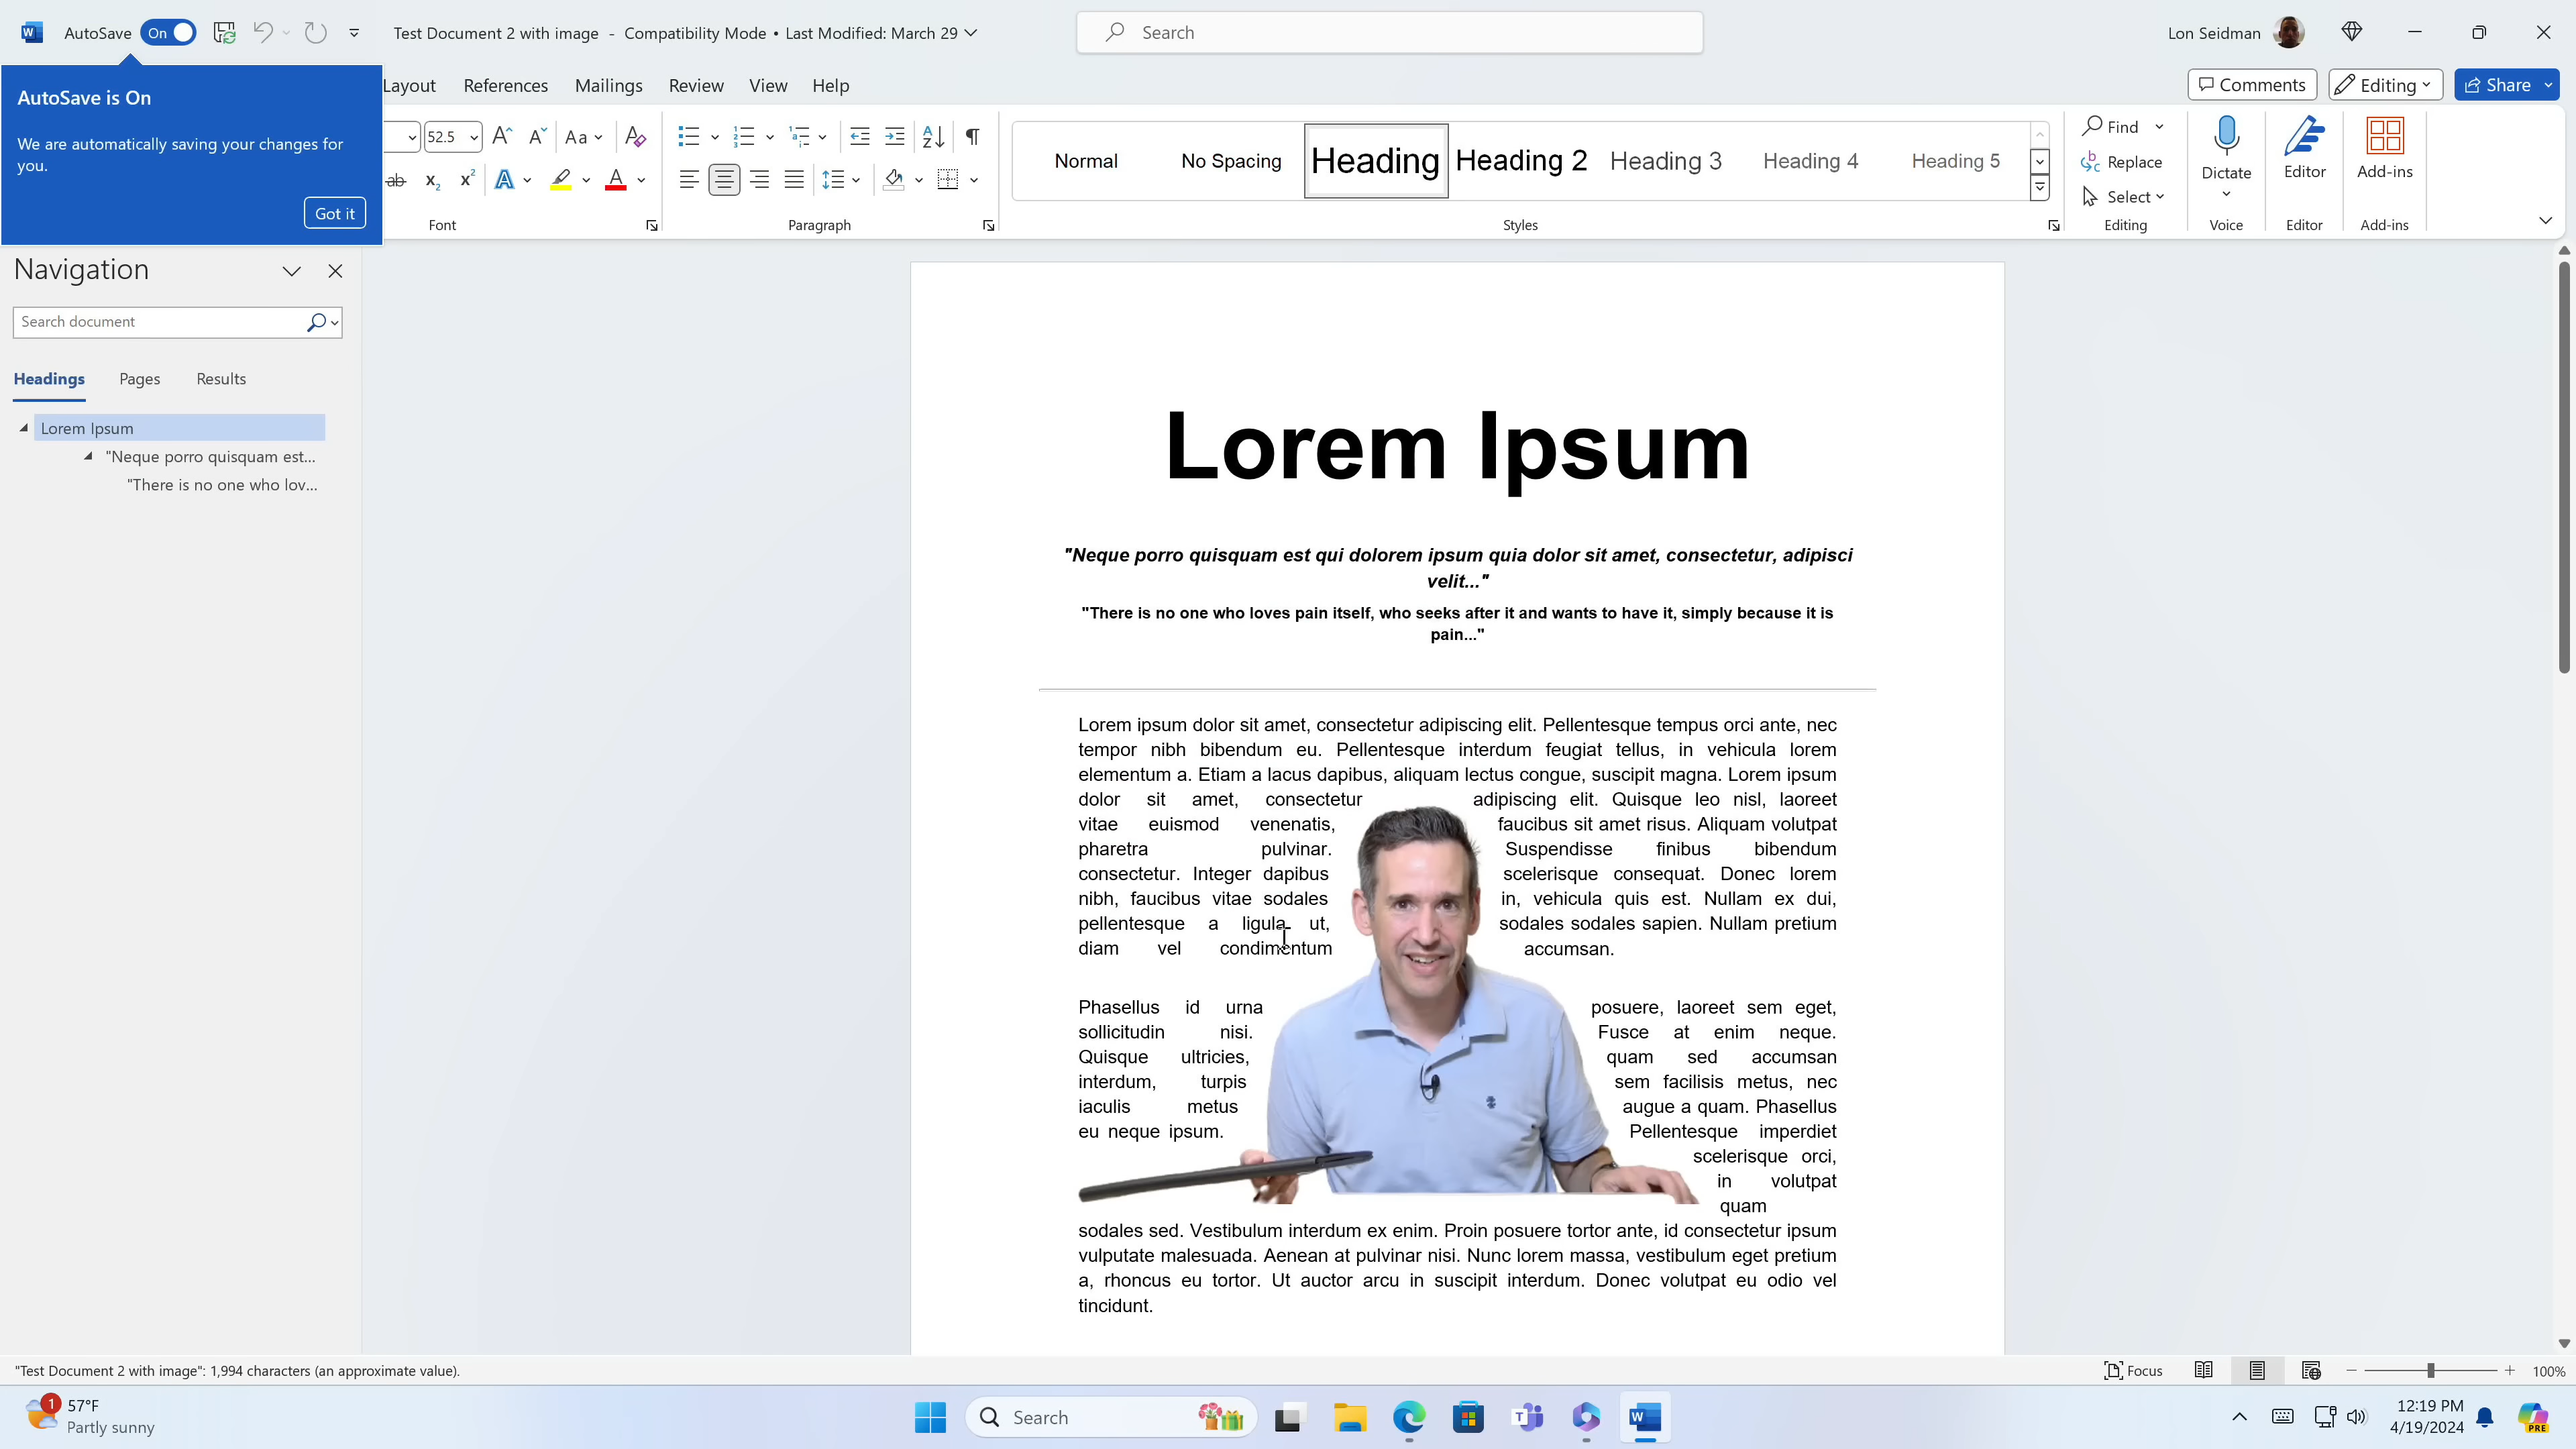 AutoSave On Test Document 2 with image - Compatibility Mode • Last Modified: March 29 Search Lon Seidman
AutoSave is On
We are automatically saving your changes for
you.
Got it
Layout References Mailings Review View Help Comments Editing Share
52.5 Aa Normal No Spacing Heading Heading 2 Heading 3 Heading 4 Heading 5
Find
Replace
Select
Dictate Editor Add-ins
Font Paragraph Styles Editing Voice Editor Add-ins
Navigation
Search document
Headings Pages Results
Lorem Ipsum
"Neque porro quisquam est...
"There is no one who lov...
Lorem Ipsum
"Neque porro quisquam est qui dolorem ipsum quia dolor sit amet, consectetur, adipisci
velit..."
"There is no one who loves pain itself, who seeks after it and wants to have it, simply because it is
pain..."
Lorem ipsum dolor sit amet, consectetur adipiscing elit. Pellentesque tempus orci ante, nec
tempor nibh bibendum eu. Pellentesque interdum feugiat tellus, in vehicula lorem
elementum a. Etiam a lacus dapibus, aliquam lectus congue, suscipit magna. Lorem ipsum
dolor sit amet, consectetur adipiscing elit. Quisque leo nisl, laoreet
vitae euismod venenatis, faucibus sit amet risus. Aliquam volutpat
pharetra pulvinar. Suspendisse finibus bibendum
consectetur. Integer dapibus scelerisque consequat. Donec lorem
nibh, faucibus vitae sodales in, vehicula quis est. Nullam ex dui,
pellentesque a ligula ut, sodales sodales sapien. Nullam pretium
diam vel condimentum accumsan.
Phasellus id urna posuere, laoreet sem eget,
sollicitudin nisi. Fusce at enim neque.
Quisque ultricies, quam sed accumsan
interdum, turpis sem facilisis metus, nec
iaculis metus augue a quam. Phasellus
eu neque ipsum. Pellentesque imperdiet
scelerisque orci,
in volutpat
quam
sodales sed. Vestibulum interdum ex enim. Proin posuere tortor ante, id consectetur ipsum
vulputate malesuada. Aenean at pulvinar nisi. Nunc lorem massa, vestibulum eget pretium
a, rhoncus eu tortor. Ut auctor arcu in suscipit interdum. Donec volutpat eu odio vel
tincidunt.
"Test Document 2 with image": 1,994 characters (an approximate value). Focus 100%
1 57°F
Partly sunny
Search
12:19 PM
4/19/2024
PRE